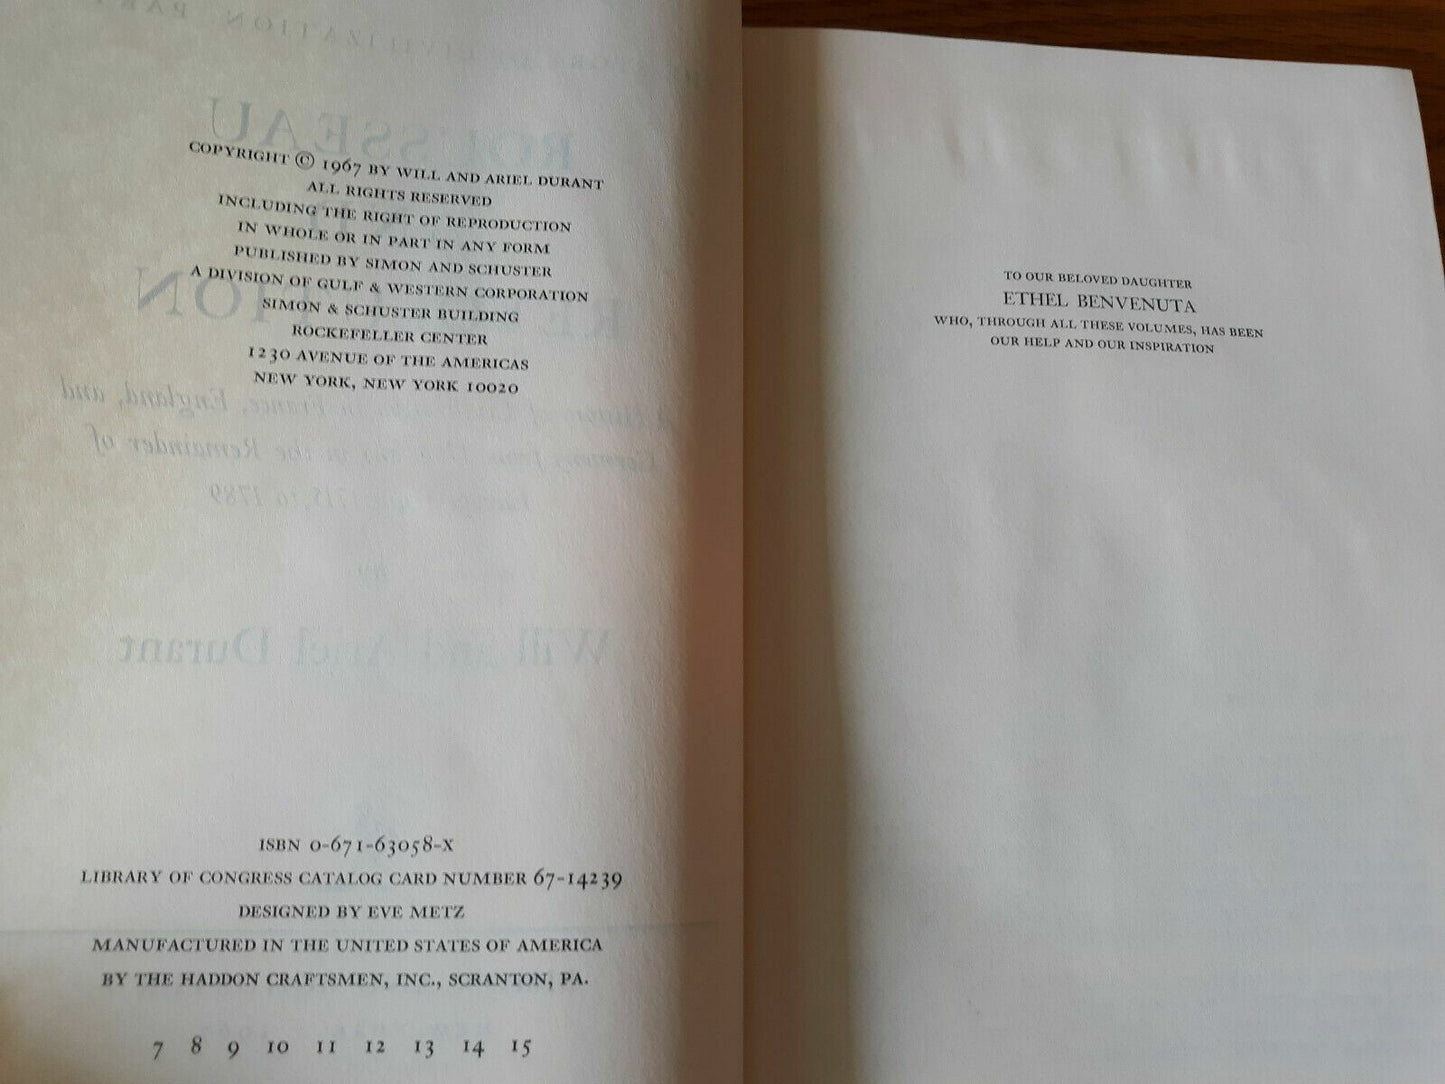 COPYRIGHT © 1967 BY WILL AND ARIEL DURANT
ALL RIGHTS RESERVED
INCLUDING THE RIGHT OF REPRODUCTION
IN WHOLE OR IN PART IN ANY FORM
PUBLISHED BY SIMON AND SCHUSTER
A DIVISION OF GULF & WESTERN CORPORATION
SIMON & SCHUSTER BUILDING
ROCKEFELLER CENTER
1230 AVENUE OF THE AMERICAS
NEW YORK, NEW YORK 10020
ISBN 0-671-63058-X
LIBRARY OF CONGRESS CATALOG CARD NUMBER 67-14239
DESIGNED BY EVE METZ
MANUFACTURED IN THE UNITED STATES OF AMERICA
BY THE HADDON CRAFTSMEN, INC., SCRANTON, PA.
7 8 9 10 11 12 13 14 15
TO OUR BELOVED DAUGHTER
ETHEL BENVENUTA
WHO, THROUGH ALL THESE VOLUMES, HAS BEEN
OUR HELP AND OUR INSPIRATION